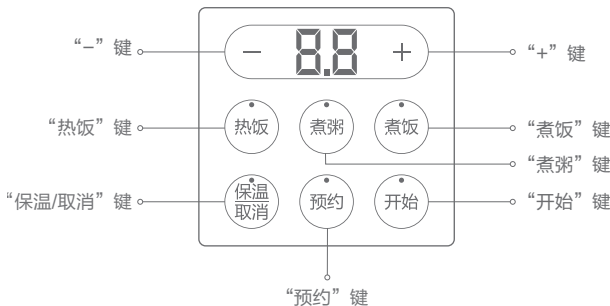 “−” 键
− 8.8 +
“+” 键
“热饭” 键
热饭
煮粥
煮饭
“煮饭” 键
“煮粥” 键
“保温/取消” 键
保温
取消
预约
开始
“开始” 键
“预约” 键